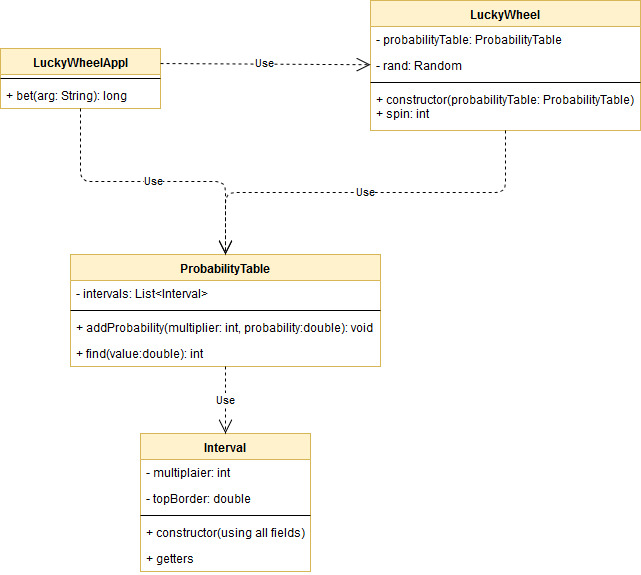 LuckyWheel
- probabilityTable: ProbabilityTable
- rand: Random
+ constructor(probabilityTable: ProbabilityTable)
+ spin: int
LuckyWheelAppl
+ bet(arg: String): long
Use
Use
Use
ProbabilityTable
- intervals: List<Interval>
+ addProbability(multiplier: int, probability:double): void
+ find(value:double): int
Use
Interval
- multiplaier: int
- topBorder: double
+ constructor(using all fields)
+ getters